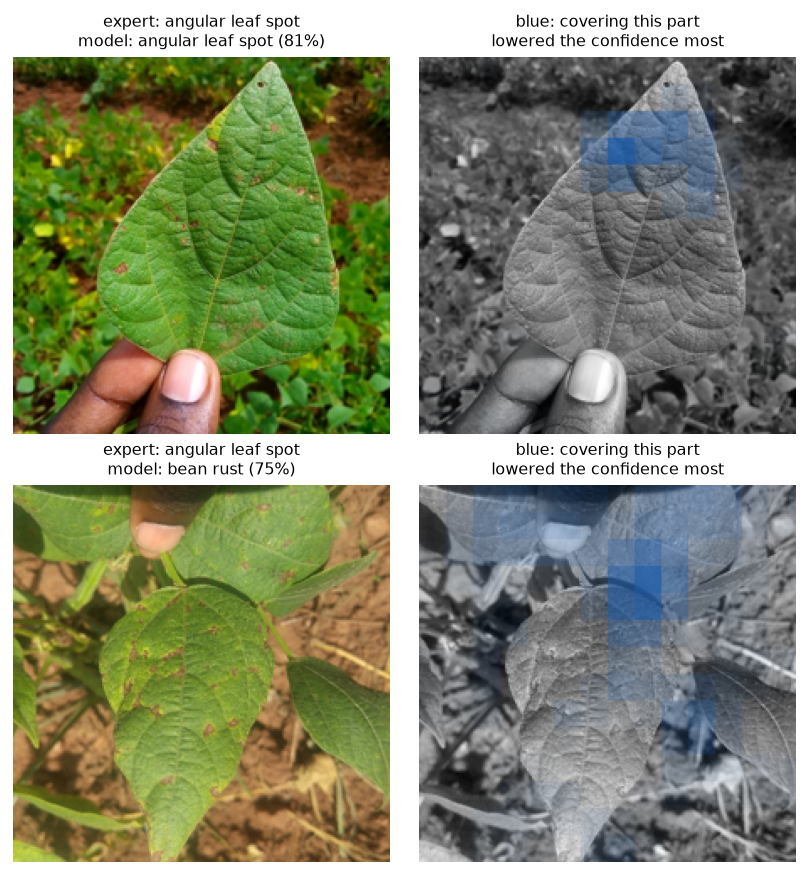 expert: angular leaf spot
model: angular leaf spot (81%)
blue: covering this part
lowered the confidence most
expert: angular leaf spot
model: bean rust (75%)
blue: covering this part
lowered the confidence most